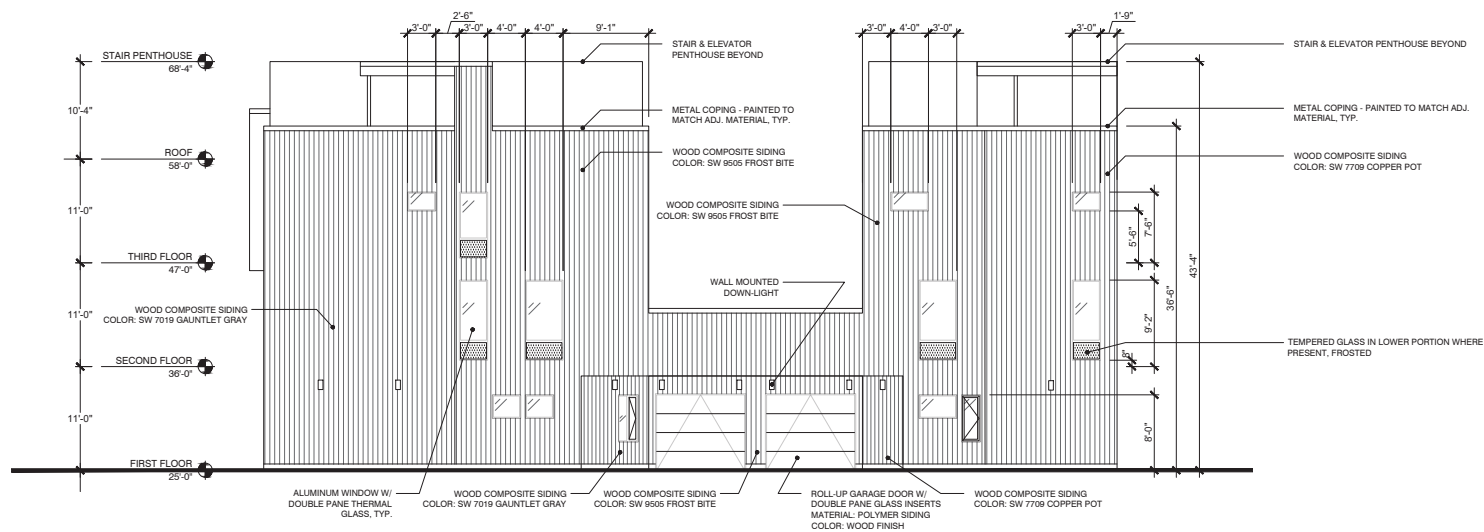 2'-6"
3'-0"
3'-0"
4'-0"
4'-0"
9'-1"
3'-0"
4'-0"
3'-0"
3'-0"
1'-9"
STAIR PENTHOUSE
68'-4"
10'-4"
ROOF
58'-0"
11'-0"
THIRD FLOOR
47'-0"
11'-0"
SECOND FLOOR
36'-0"
11'-0"
FIRST FLOOR
25'-0"
STAIR & ELEVATOR
PENTHOUSE BEYOND
METAL COPING - PAINTED TO
MATCH ADJ. MATERIAL, TYP.
WOOD COMPOSITE SIDING
COLOR: SW 9505 FROST BITE
WOOD COMPOSITE SIDING
COLOR: SW 9505 FROST BITE
WALL MOUNTED
DOWN-LIGHT
WOOD COMPOSITE SIDING
COLOR: SW 7019 GAUNTLET GRAY
STAIR & ELEVATOR PENTHOUSE BEYOND
METAL COPING - PAINTED TO MATCH ADJ.
MATERIAL, TYP.
WOOD COMPOSITE SIDING
COLOR: SW 7709 COPPER POT
5'-6"
7'-6"
43'-4"
36'-6"
9'-2"
8"
8'-0"
TEMPERED GLASS IN LOWER PORTION WHERE
PRESENT, FROSTED
ALUMINUM WINDOW W/
DOUBLE PANE THERMAL
GLASS, TYP.
WOOD COMPOSITE SIDING
COLOR: SW 7019 GAUNTLET GRAY
WOOD COMPOSITE SIDING
COLOR: SW 9505 FROST BITE
ROLL-UP GARAGE DOOR W/
DOUBLE PANE GLASS INSERTS
MATERIAL: POLYMER SIDING
COLOR: WOOD FINISH
WOOD COMPOSITE SIDING
COLOR: SW 7709 COPPER POT